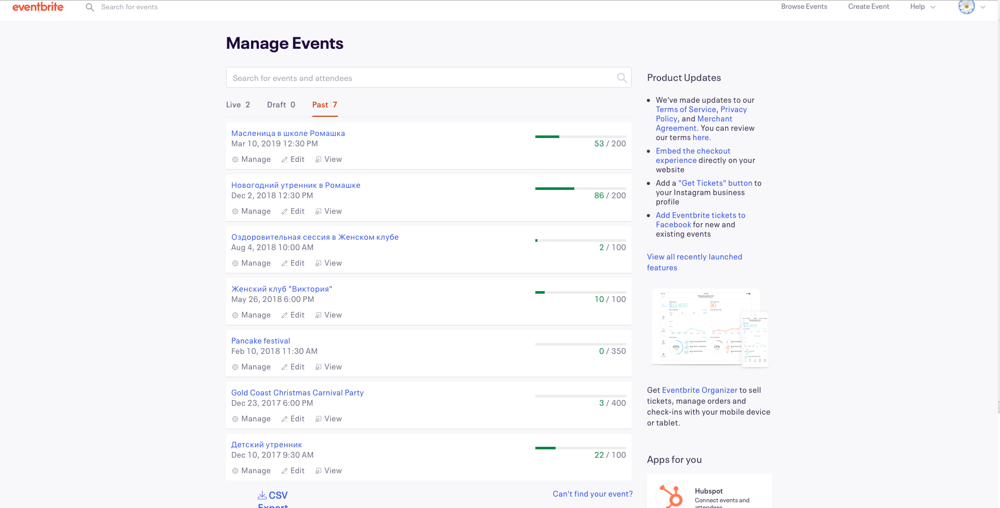 eventbrite
Search for events
Browse Events
Create Event
Help
Manage Events
Search for events and attendees
Live 2
Draft 0
Past 7
Масленица в школе Ромашка
Mar 10, 2019 12:30 PM
53 / 200
Manage Edit View
Новогодний утренник в Ромашке
Dec 2, 2018 12:30 PM
86 / 200
Manage Edit View
Оздоровительная сессия в Женском клубе
Aug 4, 2018 10:00 AM
2 / 100
Manage Edit View
Женский клуб "Виктория"
May 26, 2018 6:00 PM
10 / 100
Manage Edit View
Pancake festival
Feb 10, 2018 11:30 AM
0 / 350
Manage Edit View
Gold Coast Christmas Carnival Party
Dec 23, 2017 6:00 PM
3 / 400
Manage Edit View
Детский утренник
Dec 10, 2017 9:30 AM
22 / 100
Manage Edit View
CSV
Export
Can't find your event?
Product Updates
We’ve made updates to our
Terms of Service, Privacy
Policy, and Merchant
Agreement. You can review
our terms here.
Embed the checkout
experience directly on your
website
Add a "Get Tickets" button to
your Instagram business
profile
Add Eventbrite tickets to
Facebook for new and
existing events
View all recently launched
features
$12,400
30
$12,400
48%
14%
Get Eventbrite Organizer to sell
tickets, manage orders and
check-ins with your mobile device
or tablet.
Apps for you
Hubspot
Connect events and
attendees